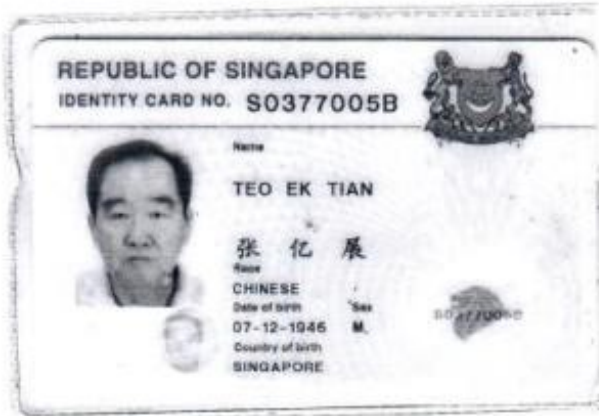 REPUBLIC OF SINGAPORE
IDENTITY CARD NO. S0377005B
Name
TEO EK TIAN
张 亿 展
Race
CHINESE
Date of birth Sex
07-12-1946 M
Country of birth
SINGAPORE